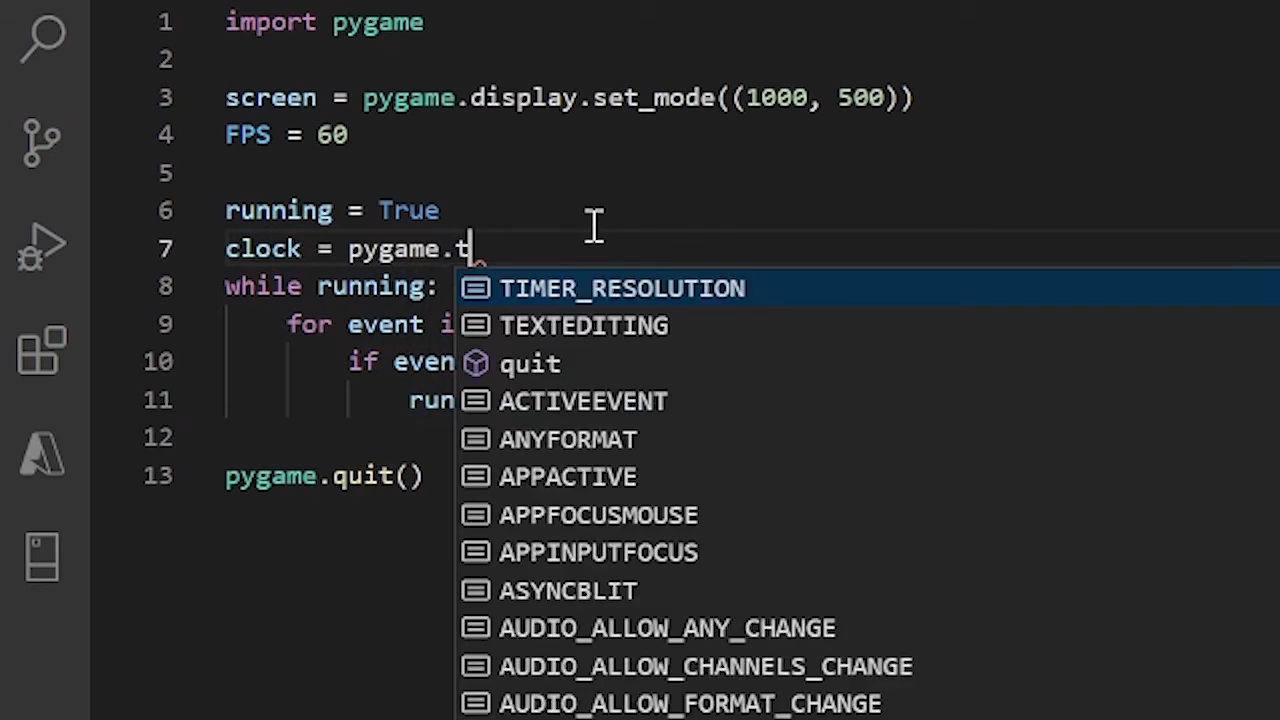 1 import pygame
2
3 screen = pygame.display.set_mode((1000, 500))
4 FPS = 60
5
6 running = True
7 clock = pygame.t
8 while running:
TIMER_RESOLUTION
9 for event i
TEXTEDITING
10 if even
quit
11 run
ACTIVEEVENT
12
ANYFORMAT
13 pygame.quit()
APPACTIVE
APPFOCUSMOUSE
APPINPUTFOCUS
ASYNCBLIT
AUDIO_ALLOW_ANY_CHANGE
AUDIO_ALLOW_CHANNELS_CHANGE
AUDIO_ALLOW_FORMAT_CHANGE